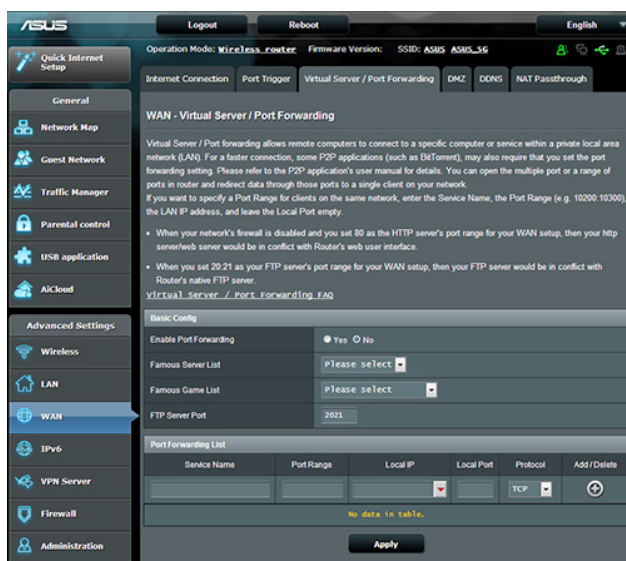 ASUS
Logout
Reboot
English
Quick Internet
Setup
Operation Mode: Wireless router Firmware Version: SSID: ASUS ASUS_5G
Internet Connection
Port Trigger
Virtual Server / Port Forwarding
DMZ
DDNS
NAT Passthrough
General
Network Map
Guest Network
Traffic Manager
Parental control
USB application
AiCloud
Advanced Settings
Wireless
LAN
WAN
IPv6
VPN Server
Firewall
Administration
WAN - Virtual Server / Port Forwarding
Virtual Server / Port forwarding allows remote computers to connect to a specific computer or service within a private local area
network (LAN). For a faster connection, some P2P applications (such as BitTorrent), may also require that you set the port
forwarding setting. Please refer to the P2P application's user manual for details. You can open the multiple port or a range of
ports in router and redirect data through those ports to a single client on your network.
If you want to specify a Port Range for clients on the same network, enter the Service Name, the Port Range (e.g. 10200:10300),
the LAN IP address, and leave the Local Port empty.
• When your network's firewall is disabled and you set 80 as the HTTP server's port range for your WAN setup, then your http
server/web server would be in conflict with Router's web user interface.
• When you set 20:21 as your FTP server's port range for your WAN setup, then your FTP server would be in conflict with
Router's native FTP server.
Virtual Server / Port Forwarding FAQ
Basic Config
Enable Port Forwarding Yes No
Famous Server List Please select
Famous Game List Please select
FTP Server Port 2021
Port Forwarding List
Service Name Port Range Local IP Local Port Protocol Add / Delete
TCP
No data in table.
Apply